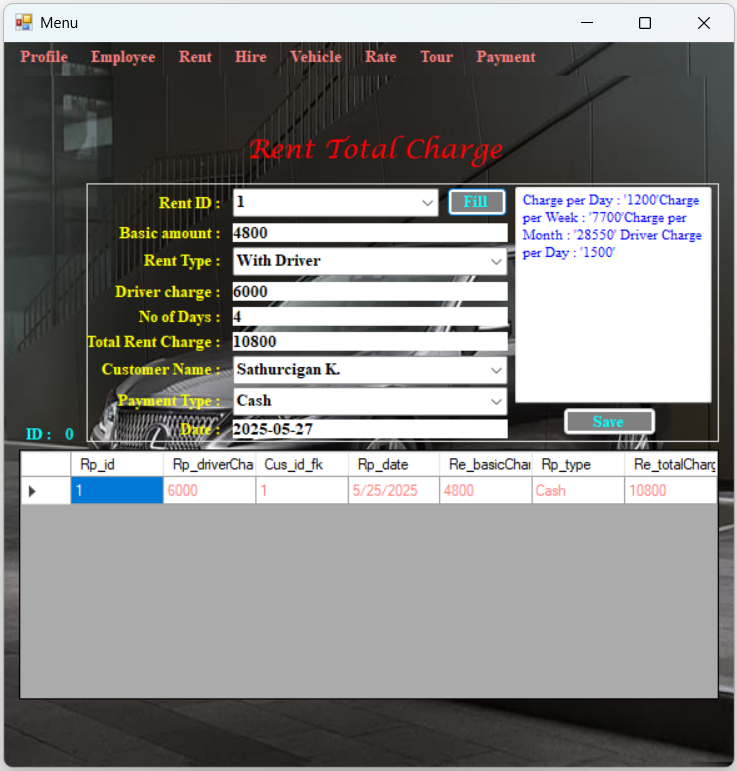 Menu
Profile Employee Rent Hire Vehicle Rate Tour Payment
Rent Total Charge
Rent ID : 1 Fill
Basic amount : 4800
Rent Type : With Driver
Driver charge : 6000
No of Days : 4
Total Rent Charge : 10800
Customer Name : Sathurcigan K.
Payment Type : Cash
Date : 2025-05-27
Charge per Day : '1200'Charge
per Week : '7700'Charge per
Month : '28550' Driver Charge
per Day : '1500'
Save
ID : 0
Rp_id Rp_driverCha Cus_id_fk Rp_date Re_basicChar Rp_type Re_totalCharg
1 6000 1 5/25/2025 4800 Cash 10800